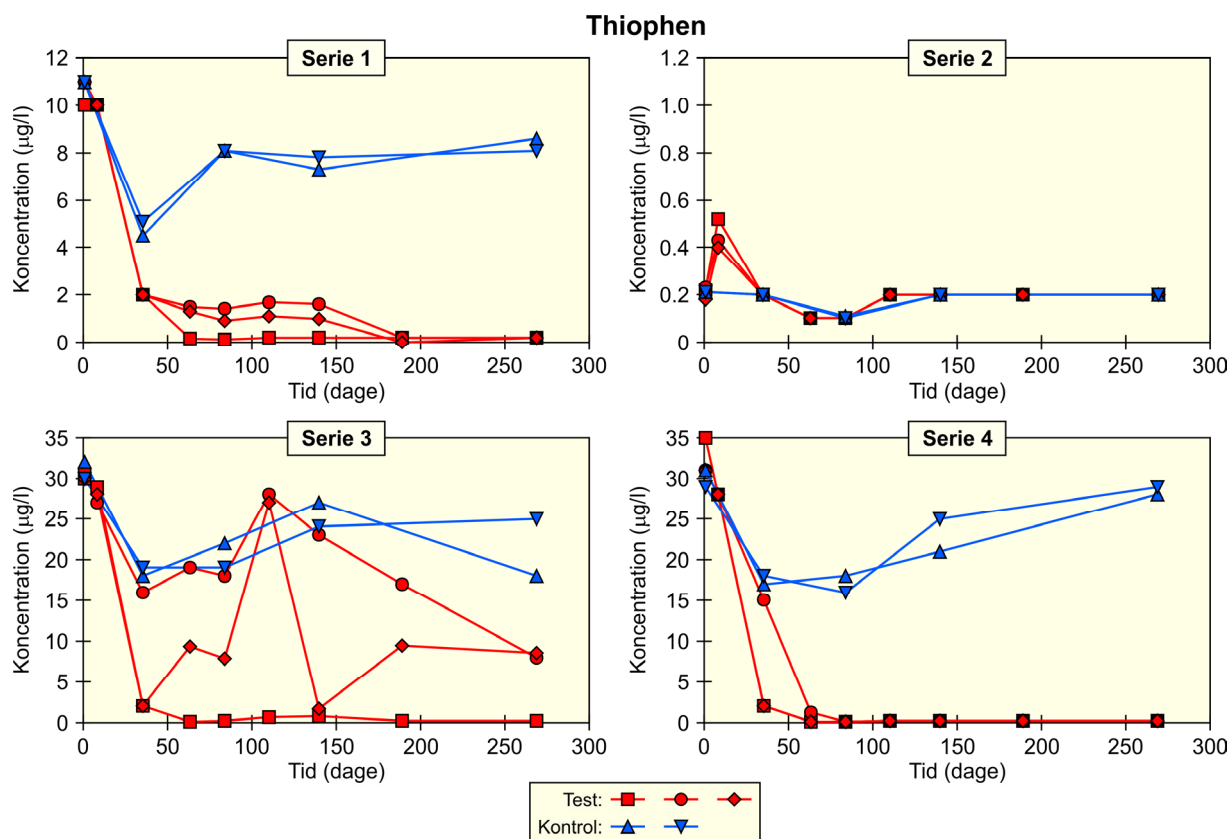 Thiophen
Serie 1
Koncentration (µg/l)
12
10
8
6
4
2
0
0 50 100 150 200 250 300
Tid (dage)
Serie 2
Koncentration (µg/l)
1.2
1.0
0.8
0.6
0.4
0.2
0
0 50 100 150 200 250 300
Tid (dage)
Serie 3
Koncentration (µg/l)
35
30
25
20
15
10
5
0
0 50 100 150 200 250 300
Tid (dage)
Serie 4
Koncentration (µg/l)
35
30
25
20
15
10
5
0
0 50 100 150 200 250 300
Tid (dage)
Test:
Kontrol: